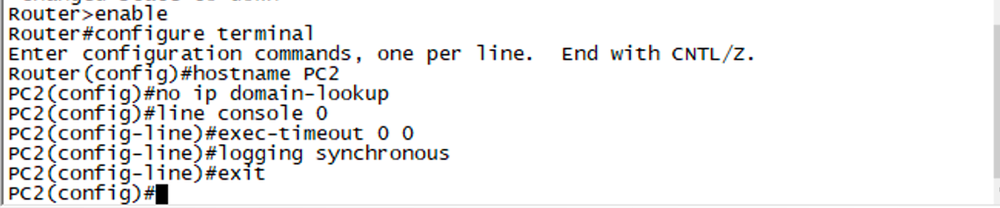 Router>enable
Router#configure terminal
Enter configuration commands, one per line.  End with CNTL/Z.
Router(config)#hostname PC2
PC2(config)#no ip domain-lookup
PC2(config)#line console 0
PC2(config-line)#exec-timeout 0 0
PC2(config-line)#logging synchronous
PC2(config-line)#exit
PC2(config)#